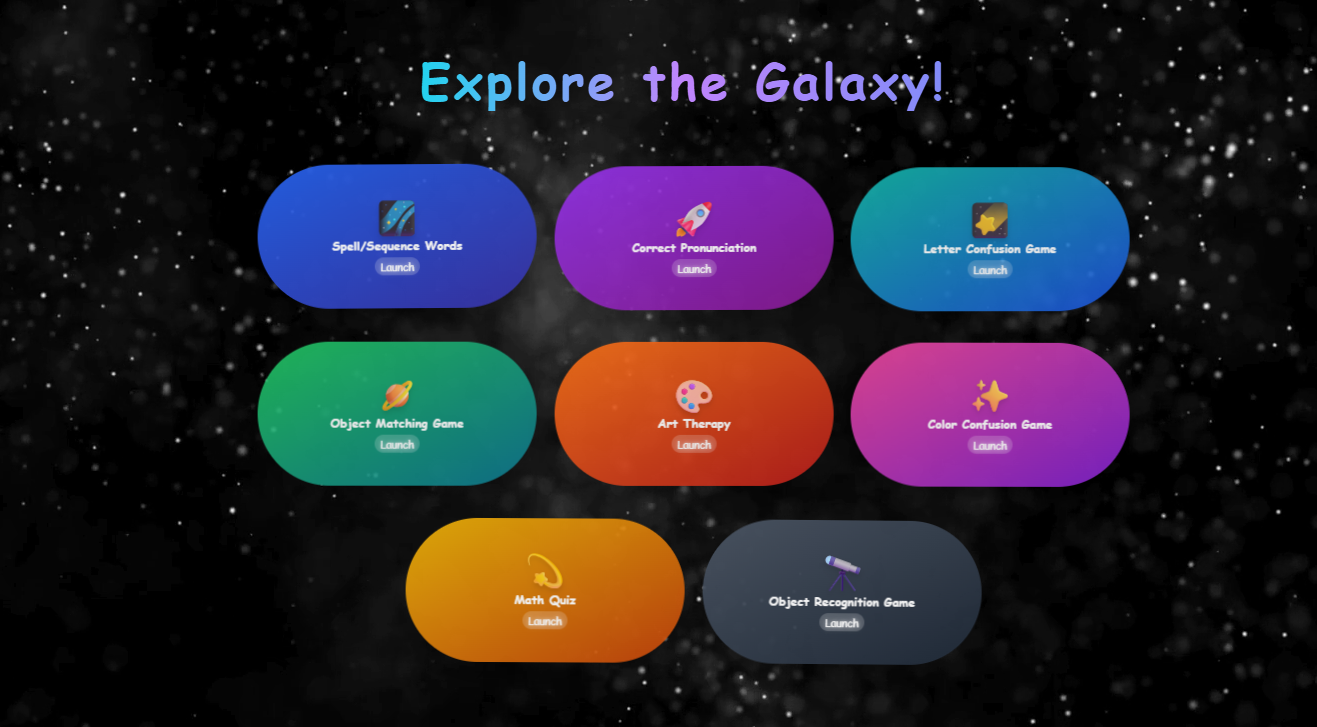 Explore the Galaxy!
Spell/Sequence Words
Launch
Correct Pronunciation
Launch
Letter Confusion Game
Launch
Object Matching Game
Launch
Art Therapy
Launch
Color Confusion Game
Launch
Math Quiz
Launch
Object Recognition Game
Launch